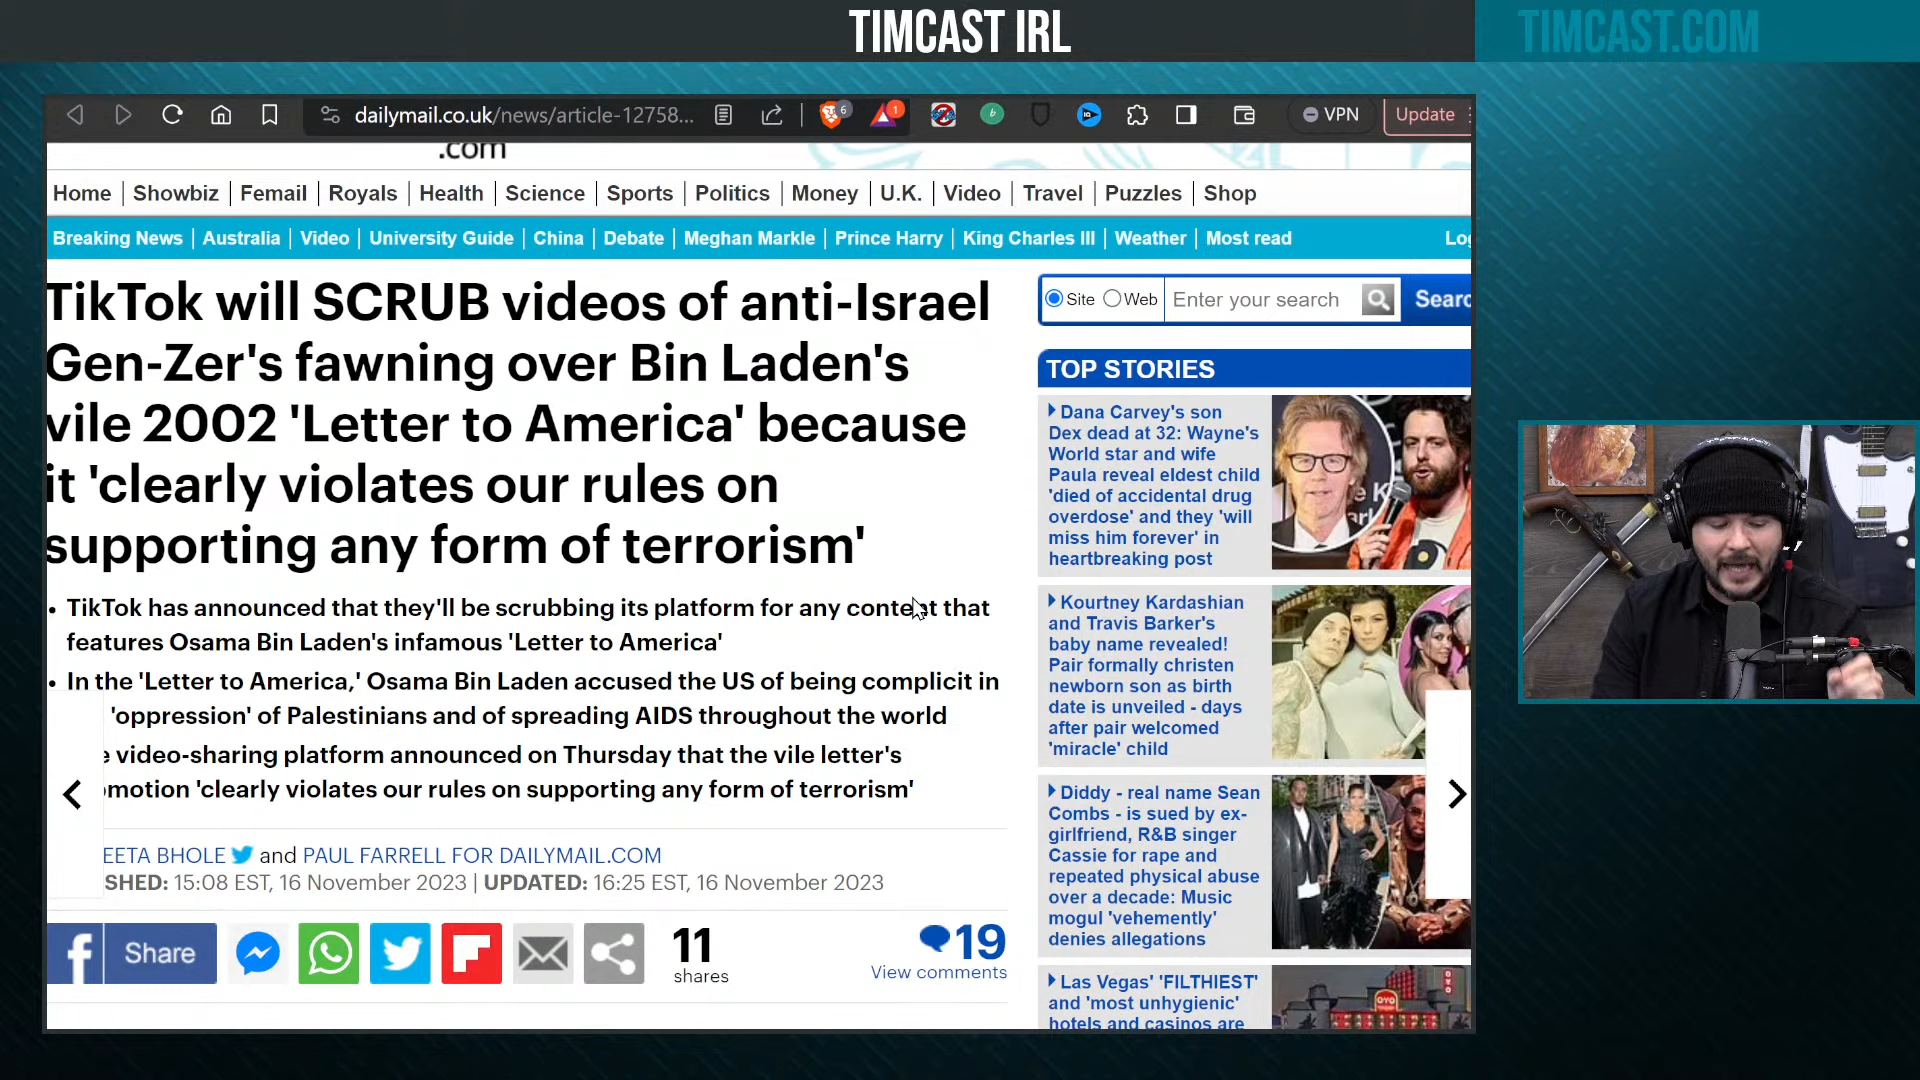 TIMCAST IRL
TIMCAST.COM
dailymail.co.uk/news/article-12758...
6
1
VPN
Update
.com
Home | Showbiz | Femail | Royals | Health | Science | Sports | Politics | Money | U.K. | Video | Travel | Puzzles | Shop
Breaking News | Australia | Video | University Guide | China | Debate | Meghan Markle | Prince Harry | King Charles III | Weather | Most read
TikTok will SCRUB videos of anti-Israel
Gen-Zer's fawning over Bin Laden's
vile 2002 'Letter to America' because
it 'clearly violates our rules on
supporting any form of terrorism'
• TikTok has announced that they'll be scrubbing its platform for any content that
features Osama Bin Laden's infamous 'Letter to America'
• In the 'Letter to America,' Osama Bin Laden accused the US of being complicit in
'oppression' of Palestinians and of spreading AIDS throughout the world
video-sharing platform announced on Thursday that the vile letter's
omotion 'clearly violates our rules on supporting any form of terrorism'
EETA BHOLE and PAUL FARRELL FOR DAILYMAIL.COM
SHED: 15:08 EST, 16 November 2023 | UPDATED: 16:25 EST, 16 November 2023
f Share
11
shares
19
View comments
Site Web Enter your search Searc
TOP STORIES
Dana Carvey's son
Dex dead at 32: Wayne's
World star and wife
Paula reveal eldest child
'died of accidental drug
overdose' and they 'will
miss him forever' in
heartbreaking post
Kourtney Kardashian
and Travis Barker's
baby name revealed!
Pair formally christen
newborn son as birth
date is unveiled - days
after pair welcomed
'miracle' child
Diddy - real name Sean
Combs - is sued by ex-
girlfriend, R&B singer
Cassie for rape and
repeated physical abuse
over a decade: Music
mogul 'vehemently'
denies allegations
Las Vegas' 'FILTHIEST'
and 'most unhygienic'
hotels and casinos are
OYO